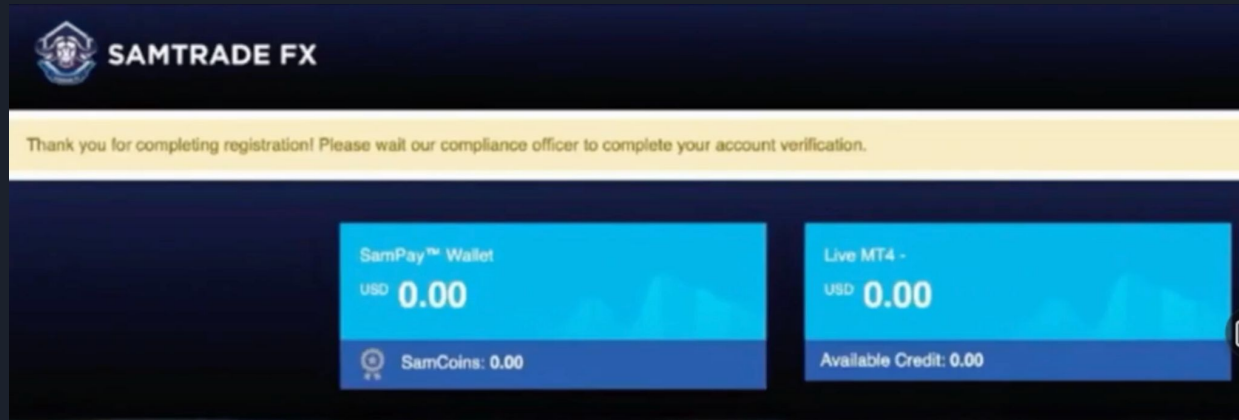 SAMTRADE FX
Thank you for completing registration! Please wait our compliance officer to complete your account verification.
SamPay™ Wallet
USD 0.00
SamCoins: 0.00
Live MT4 -
USD 0.00
Available Credit: 0.00